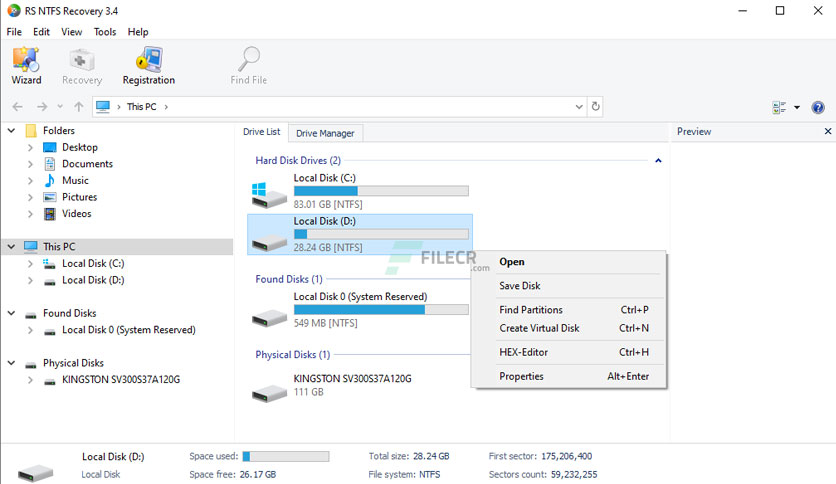 RS NTFS Recovery 3.4
File Edit View Tools Help
Wizard Recovery Registration Find File
This PC
Folders
Desktop
Documents
Music
Pictures
Videos
This PC
Local Disk (C:)
Local Disk (D:)
Found Disks
Local Disk 0 (System Reserved)
Physical Disks
KINGSTON SV300S37A120G
Drive List Drive Manager
Hard Disk Drives (2)
Local Disk (C:)
83.01 GB [NTFS]
Local Disk (D:)
28.24 GB [NTFS]
FILECR
.com
Found Disks (1)
Local Disk 0 (System Reserved)
549 MB [NTFS]
Physical Disks (1)
KINGSTON SV300S37A120G
111 GB
Open
Save Disk
Find Partitions Ctrl+P
Create Virtual Disk Ctrl+N
HEX-Editor Ctrl+H
Properties Alt+Enter
Preview
Local Disk (D:) Space used: Total size: 28.24 GB First sector: 175,206,400
Local Disk Space free: 26.17 GB File system: NTFS Sectors count: 59,232,255